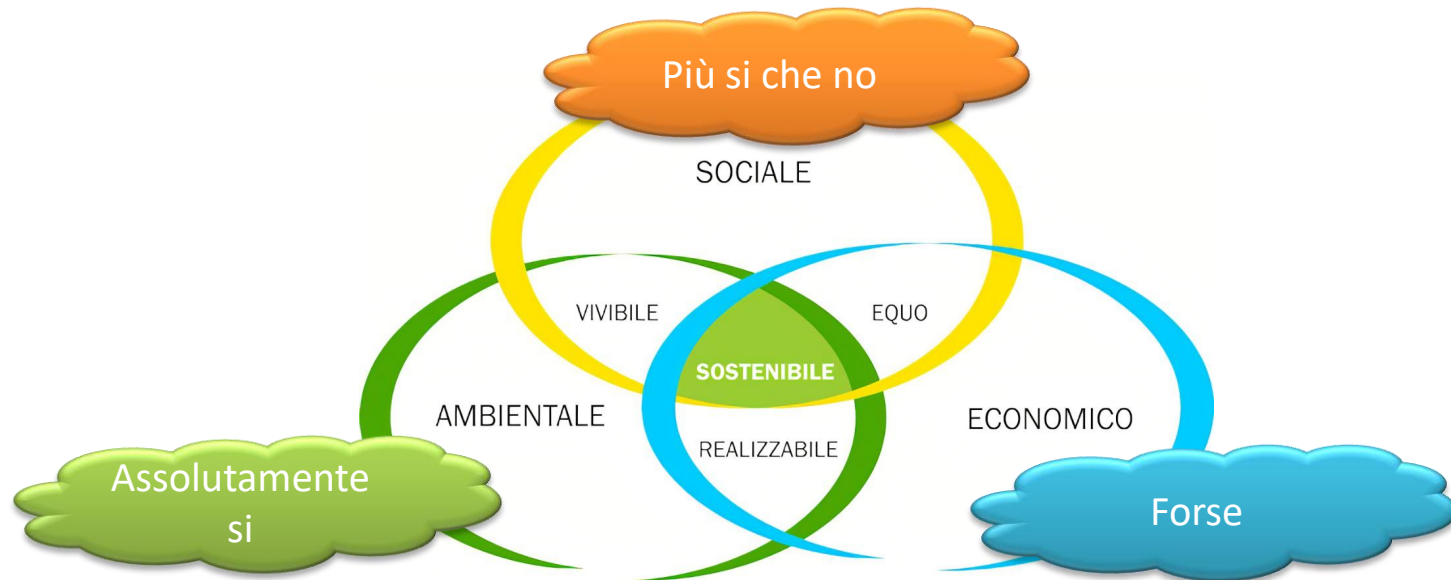 Più si che no
SOCIALE
VIVIBILE
EQUO
SOSTENIBILE
AMBIENTALE
ECONOMICO
REALIZZABILE
Assolutamente
si
Forse